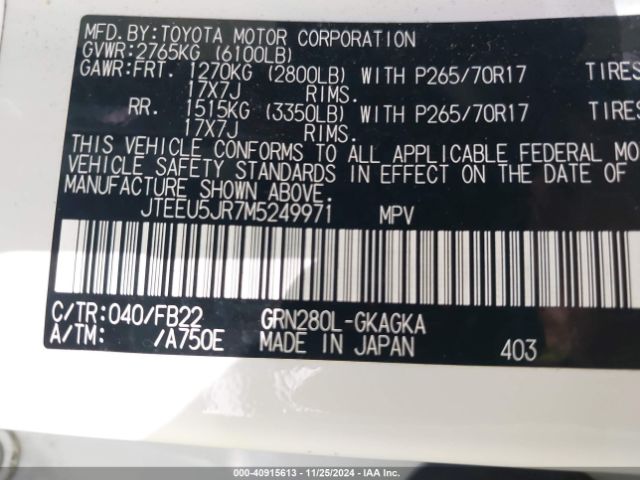 MFD.BY:TOYOTA MOTOR CORPORATION
GVWR:2765KG (6100LB)
GAWR:FRT. 1270KG (2800LB) WITH P265/70R17 TIRES
17X7J RIMS.
RR. 1515KG (3350LB) WITH P265/70R17 TIRES
17X7J RIMS.
THIS VEHICLE CONFORMS TO ALL APPLICABLE FEDERAL MO
VEHICLE SAFETY STANDARDS IN EFFECT ON THE DATE OF
MANUFACTURE SHOWN ABOVE.
JTEEU5JR7M5249971 MPV
C/TR:040/FB22 GRN280L-GKAGKA
A/TM: /A750E MADE IN JAPAN 403
000-40915613 - 11/25/2024 - IAAI.com